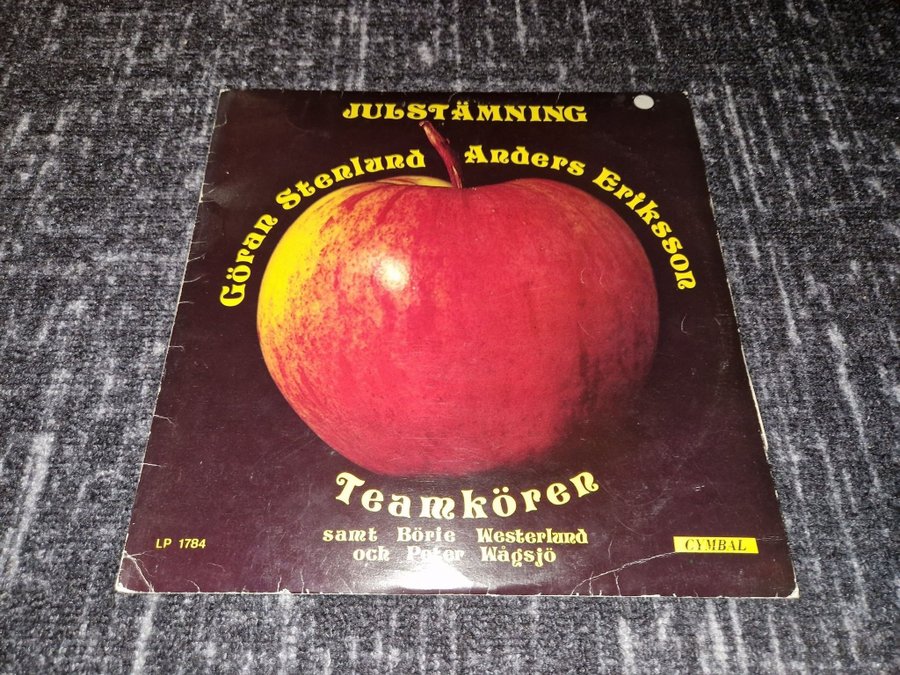 JULSTÄMNING
Göran Stenlund Anders Eriksson
Teamkören
samt Börje Westerlund
och Peter Wågsjö
LP 1784
CYMBAL